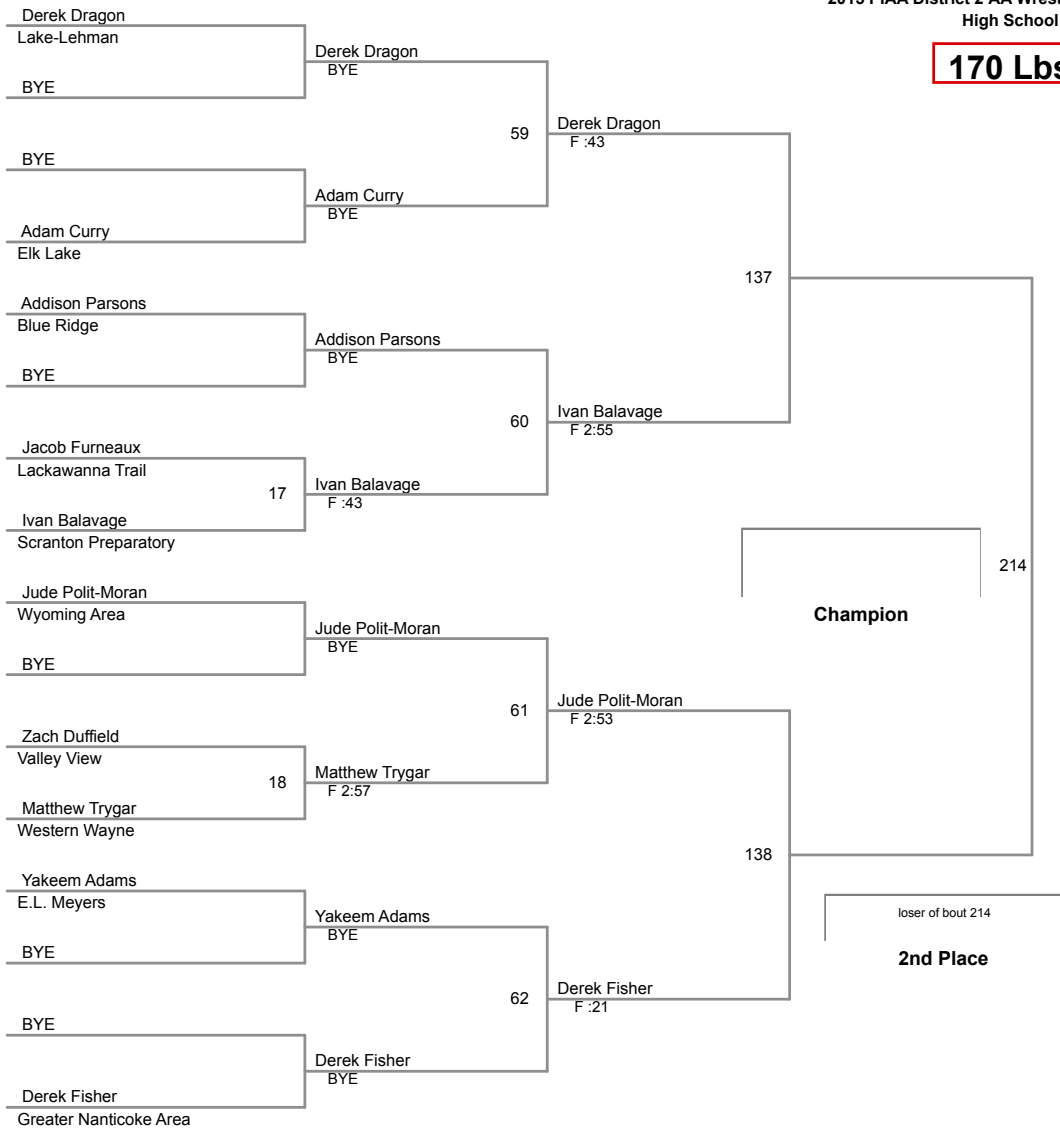 2015 PIAA District 2 AA
High School
170 Lbs
Derek Dragon
Lake-Lehman
Derek Dragon
BYE
BYE
59
Derek Dragon
F :43
BYE
Adam Curry
BYE
Adam Curry
Elk Lake
137
Addison Parsons
Blue Ridge
Addison Parsons
BYE
BYE
60
Ivan Balavage
F 2:55
Jacob Furneaux
Lackawanna Trail
17
Ivan Balavage
F :43
Ivan Balavage
Scranton Preparatory
214
Champion
Jude Polit-Moran
Wyoming Area
Jude Polit-Moran
BYE
BYE
61
Jude Polit-Moran
F 2:53
Zach Duffield
Valley View
18
Matthew Trygar
F 2:57
Matthew Trygar
Western Wayne
138
Yakeem Adams
E.L. Meyers
Yakeem Adams
BYE
BYE
loser of bout 214
2nd Place
62
Derek Fisher
F :21
BYE
Derek Fisher
BYE
Derek Fisher
Greater Nanticoke Area